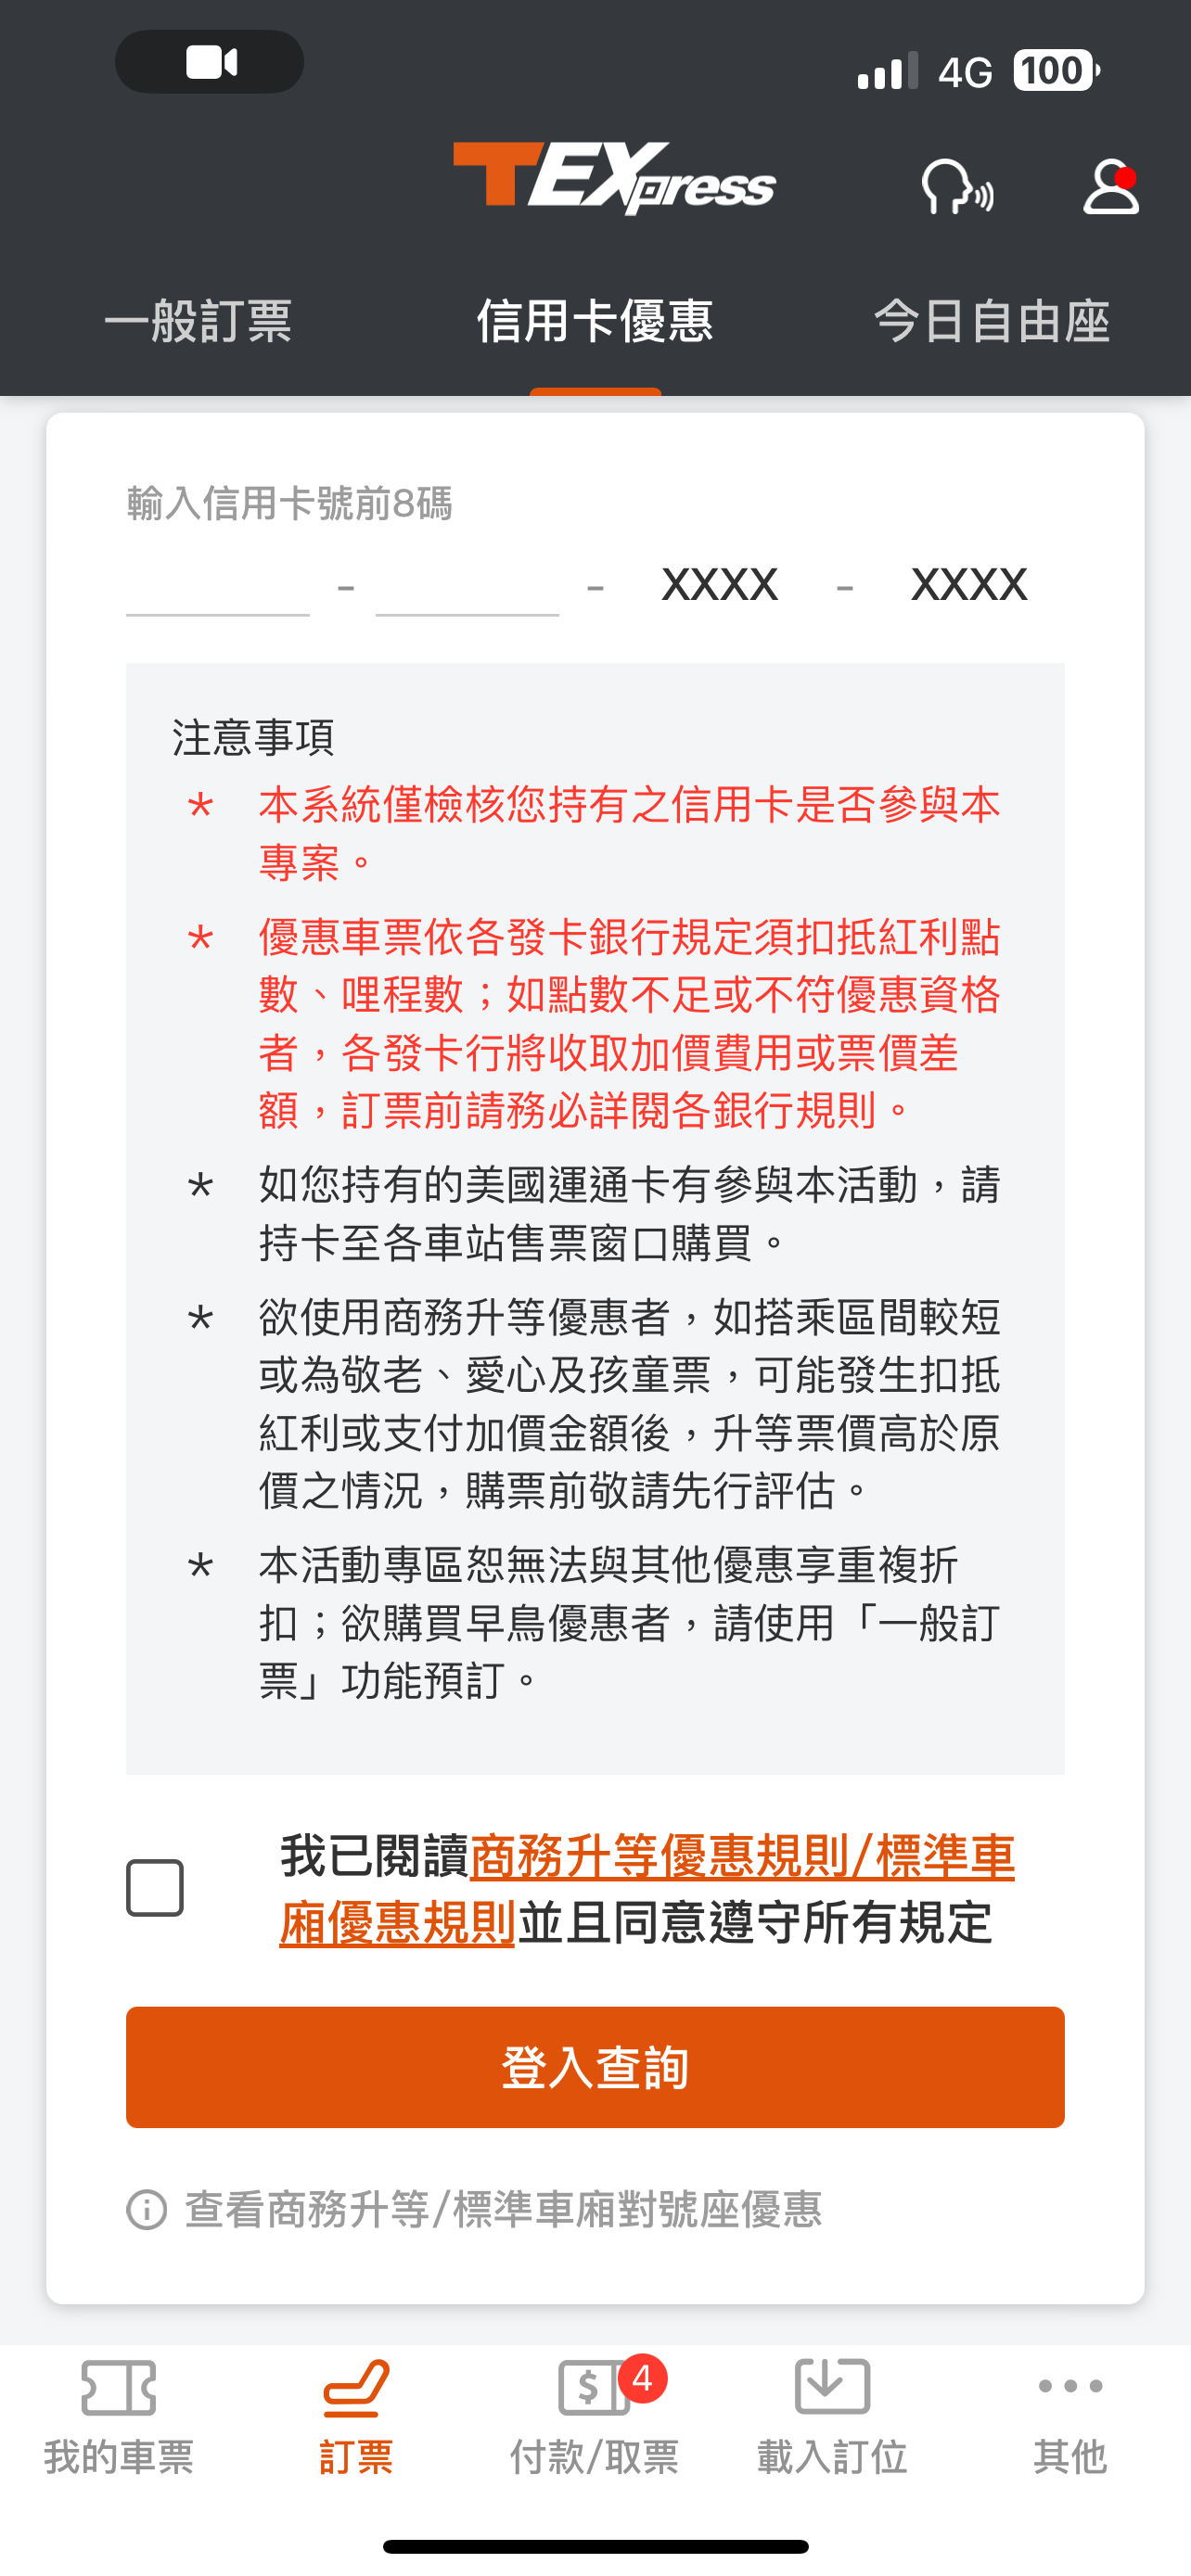 4G 100
TEXpress
一般訂票 信用卡優惠 今日自由座
輸入信用卡號前8碼
- - XXXX - XXXX
注意事項
* 本系統僅檢核您持有之信用卡是否參與本
專案。
* 優惠車票依各發卡銀行規定須扣抵紅利點
數、哩程數；如點數不足或不符優惠資格
者，各發卡行將收取加價費用或票價差
額，訂票前請務必詳閱各銀行規則。
* 如您持有的美國運通卡有參與本活動，請
持卡至各車站售票窗口購買。
* 欲使用商務升等優惠者，如搭乘區間較短
或為敬老、愛心及孩童票，可能發生扣抵
紅利或支付加價金額後，升等票價高於原
價之情況，購票前敬請先行評估。
* 本活動專區恕無法與其他優惠享重複折
扣；欲購買早鳥優惠者，請使用「一般訂
票」功能預訂。
我已閱讀商務升等優惠規則/標準車
廂優惠規則並且同意遵守所有規定
登入查詢
查看商務升等/標準車廂對號座優惠
4
我的車票 訂票 付款/取票 載入訂位 其他